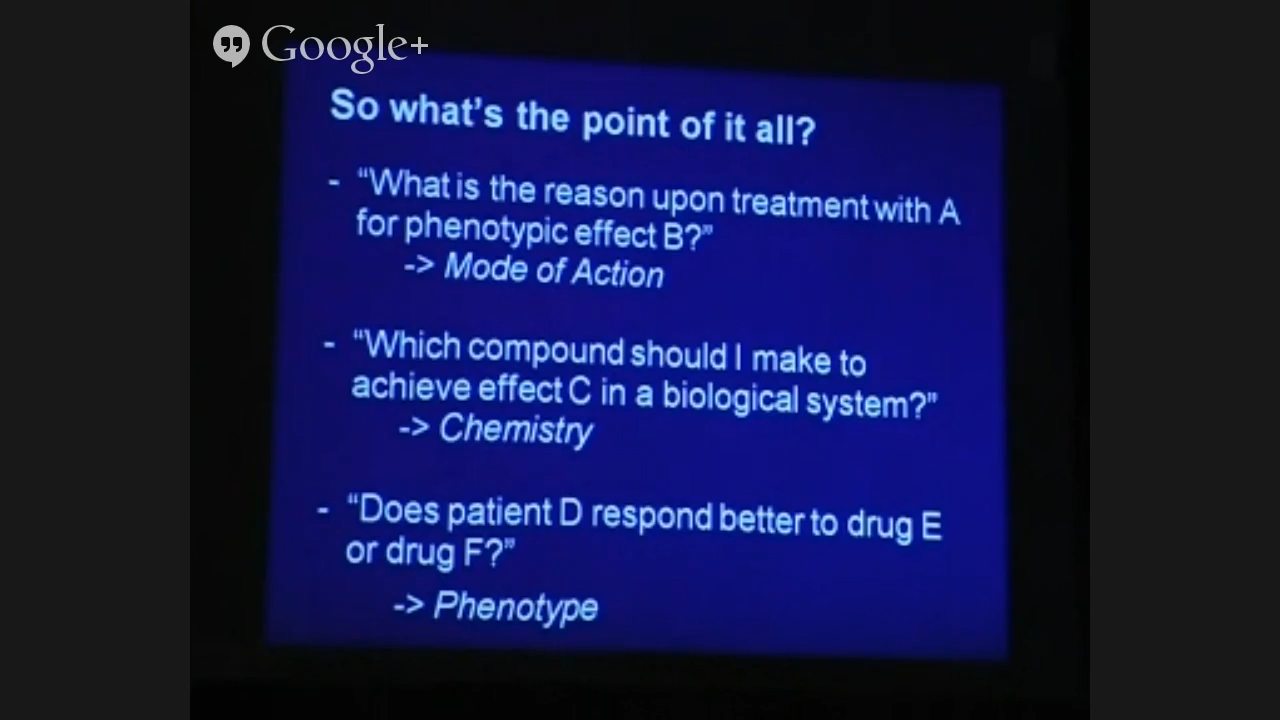 Google+
So what's the point of it all?
- “What is the reason upon treatment with A
for phenotypic effect B?”
-> Mode of Action
- “Which compound should I make to
achieve effect C in a biological system?”
-> Chemistry
- “Does patient D respond better to drug E
or drug F?”
-> Phenotype